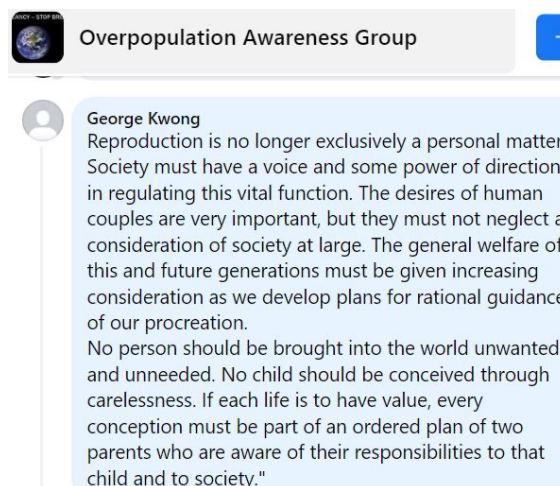 ANCY – STOP BRE
Overpopulation Awareness Group
George Kwong
Reproduction is no longer exclusively a personal matter
Society must have a voice and some power of direction
in regulating this vital function. The desires of human
couples are very important, but they must not neglect a
consideration of society at large. The general welfare of
this and future generations must be given increasing
consideration as we develop plans for rational guidance
of our procreation.
No person should be brought into the world unwanted
and unneeded. No child should be conceived through
carelessness. If each life is to have value, every
conception must be part of an ordered plan of two
parents who are aware of their responsibilities to that
child and to society."